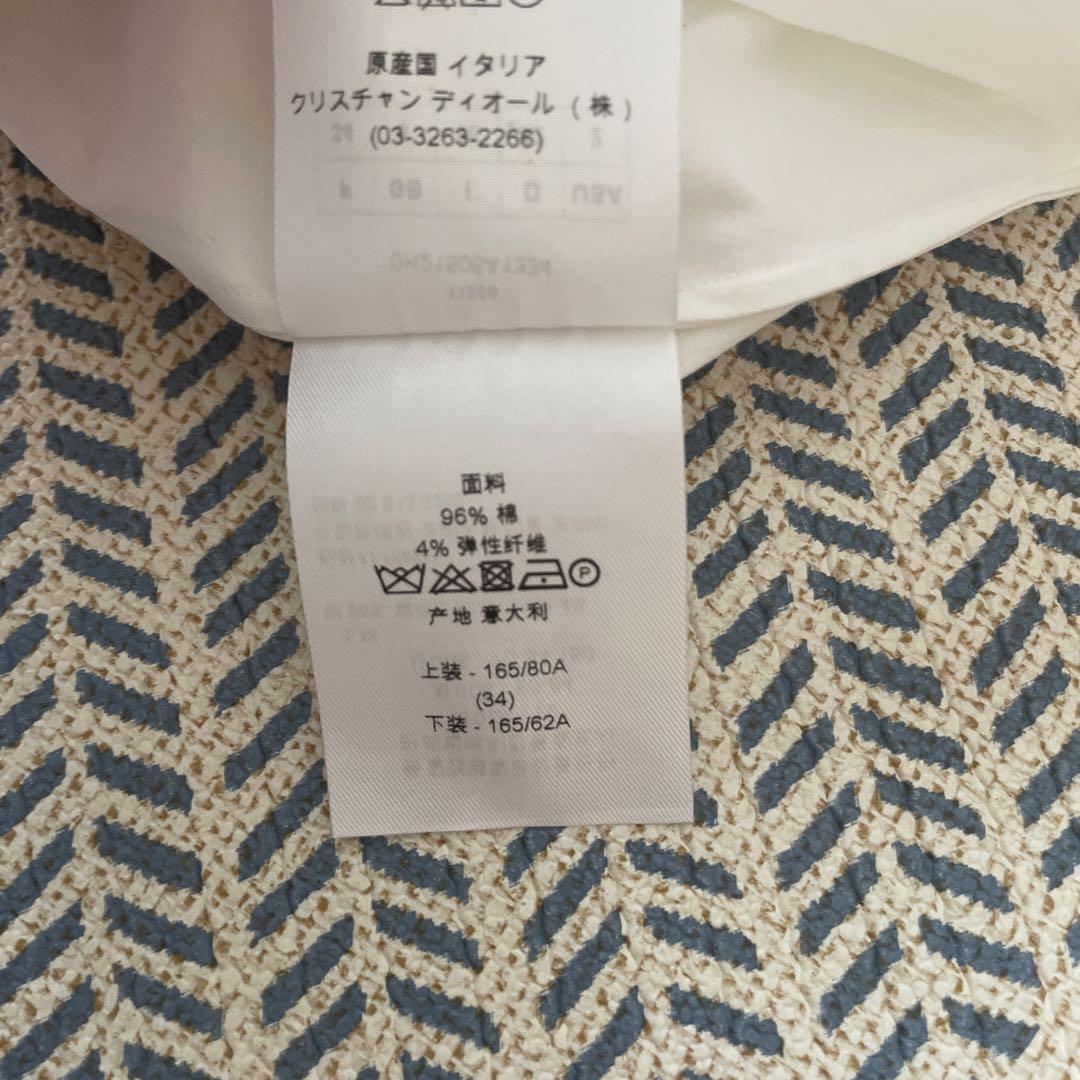 原産国 イタリア
クリスチャン ディオール (株)
(03-3263-2266)
面料
96% 棉
4% 弹性纤维
P
产地 意大利
上装 - 165/80A
(34)
下装 - 165/62A